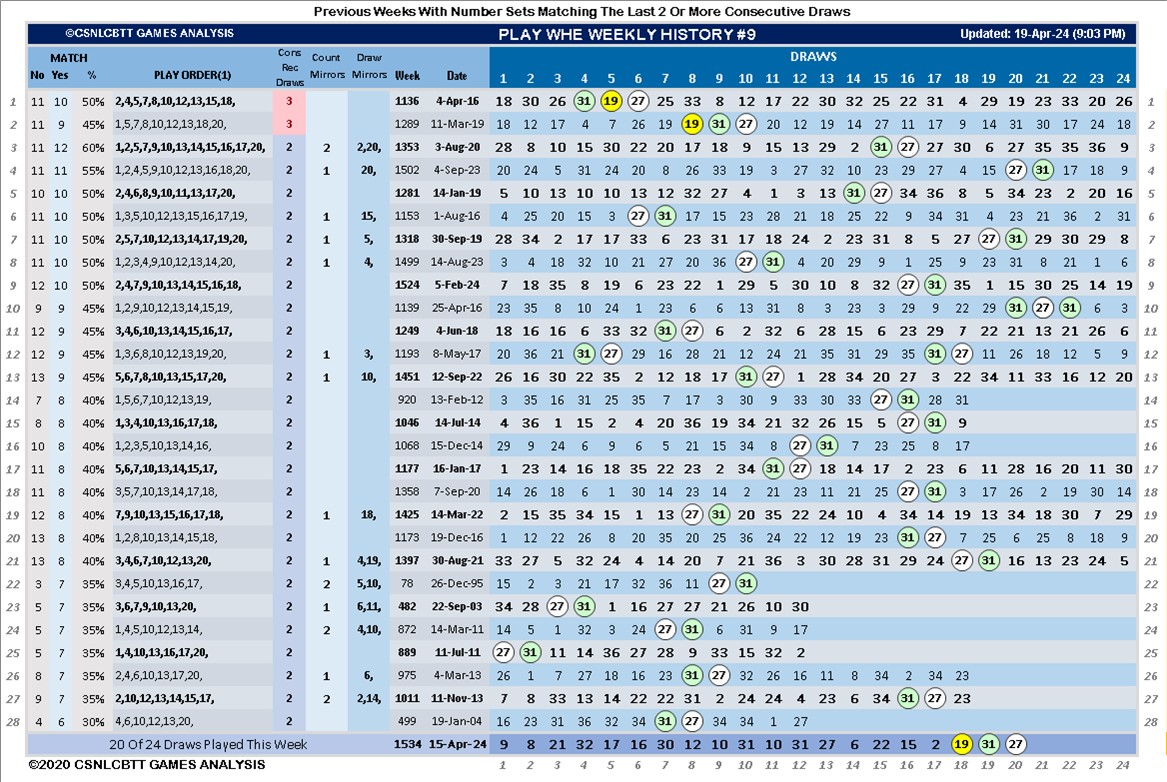 Previous Weeks With Number Sets Matching The Last 2 Or More Consecutive Draws
©CSNLCBTT GAMES ANALYSIS PLAY WHE WEEKLY HISTORY #9 Updated: 19-Apr-24 (9:03 PM)
MATCH Cons Rec Draws Count Mirrors Draw Mirrors DRAWS
No Yes % PLAY ORDER(1) Week Date 1 2 3 4 5 6 7 8 9 10 11 12 13 14 15 16 17 18 19 20 21 22 23 24
1 11 10 50% 2,4,5,7,8,10,12,13,15,18, 3 1136 4-Apr-16 18 30 26 31 19 27 25 33 8 12 17 22 30 32 25 22 31 4 29 19 23 33 20 26 1
2 11 9 45% 1,5,7,8,10,12,13,18,20, 3 1289 11-Mar-19 18 12 17 4 7 26 19 19 31 27 20 12 19 14 27 11 17 9 14 31 30 17 24 18 2
3 11 12 60% 1,2,5,7,9,10,13,14,15,16,17,20, 2 2 2,20, 1353 3-Aug-20 28 8 10 15 30 22 20 17 18 9 15 13 29 2 31 27 27 30 6 27 35 35 36 9 3
4 11 11 55% 1,2,4,5,9,10,12,13,16,18,20, 2 1 20, 1502 4-Sep-23 20 24 5 31 24 20 8 26 33 19 3 27 32 15 10 23 29 27 4 15 27 31 17 18 9 4
5 10 10 50% 2,4,6,8,9,10,11,13,17,20, 2 1281 14-Jan-19 5 10 13 10 10 13 12 32 27 4 1 3 13 31 27 34 36 8 5 34 23 2 20 16 5
6 11 10 50% 1,3,5,10,12,13,15,16,17,19, 2 1 15, 1153 1-Aug-16 4 25 20 15 3 27 31 15 23 28 21 18 25 22 9 34 31 4 23 21 36 2 31 6
7 11 10 50% 2,5,7,10,12,13,14,17,19,20, 2 1 5, 1318 30-Sep-19 28 34 2 17 17 33 6 23 31 17 18 24 2 23 31 8 5 27 27 31 29 30 29 8 7
8 11 10 50% 1,2,3,4,9,10,12,13,14,20, 2 1 4, 1499 14-Aug-23 3 4 18 32 10 21 27 20 36 27 31 4 20 29 9 1 25 9 23 31 8 21 1 6 8
9 12 10 50% 2,4,7,9,10,13,14,15,16,18, 2 1524 5-Feb-24 7 18 35 8 19 6 23 22 1 29 5 30 10 8 32 27 31 35 1 15 30 25 14 19 9
10 9 9 45% 1,2,9,10,12,13,14,15,19, 2 1139 25-Apr-16 23 35 8 10 24 1 23 6 6 13 31 8 3 23 15 3 29 9 22 29 31 27 31 6 3 10
11 12 9 45% 3,4,6,10,13,14,15,16,17, 2 1249 4-Jun-18 18 16 16 6 33 32 31 27 6 2 32 6 28 15 6 23 29 7 22 21 13 21 26 6 11
12 12 9 45% 1,3,6,8,10,12,13,19,20, 2 1 3, 1193 8-May-17 20 36 21 31 27 29 16 28 21 12 24 21 35 31 29 35 31 27 11 26 18 12 5 9 12
13 13 9 45% 5,6,7,8,10,13,15,17,20, 2 1 10, 1451 12-Sep-22 26 16 30 22 35 2 12 18 17 31 27 1 28 34 20 27 3 22 34 11 33 16 12 20 13
14 7 8 40% 1,5,6,7,10,12,13,19, 2 920 13-Feb-12 3 35 16 31 25 35 7 17 3 30 9 10 8 33 27 31 28 31 14
15 8 8 40% 1,3,4,10,13,16,17,18, 2 1046 14-Jul-14 4 36 1 15 2 4 20 36 19 34 21 32 26 15 5 27 31 9 15
16 10 8 40% 1,2,3,5,10,13,14,16, 2 1068 15-Dec-14 29 9 24 6 9 6 5 21 15 34 8 27 31 7 23 25 8 17 16
17 11 8 40% 5,6,7,10,13,14,15,17, 2 1177 16-Jan-17 1 23 14 16 18 35 22 23 2 34 31 27 18 14 17 2 23 6 11 28 16 20 11 30 17
18 11 8 40% 3,5,7,10,13,14,17,18, 2 1358 7-Sep-20 14 26 18 6 1 30 14 23 14 2 21 23 11 21 25 27 31 3 17 26 2 19 30 14 18
19 12 8 40% 7,9,10,13,15,16,17,18, 2 1 18, 1425 14-Mar-22 2 15 35 34 15 1 13 27 31 20 35 22 24 10 4 34 14 19 13 34 18 30 7 29 19
20 13 8 40% 1,2,8,10,13,14,15,18, 2 1173 19-Dec-16 1 12 22 26 8 20 35 20 25 36 24 22 12 23 12 31 27 7 25 6 25 8 18 9 20
21 13 8 40% 3,4,6,7,10,12,13,20, 2 1 4,19, 1397 30-Aug-21 33 27 5 32 24 4 14 20 7 21 36 3 30 28 31 29 24 27 31 16 13 23 24 5 21
22 3 7 35% 3,4,5,10,13,16,17, 2 2 5,10, 78 26-Dec-95 15 2 3 21 17 32 36 11 27 31 22
23 5 7 35% 3,6,7,9,10,13,20, 2 1 6,11, 482 22-Sep-03 34 28 27 31 1 16 27 27 21 26 10 30 23
24 5 7 35% 1,4,5,10,12,13,14, 2 2 4,10, 872 14-Mar-11 14 5 1 32 3 24 27 31 6 31 9 17 24
25 5 7 35% 1,4,10,13,16,17,20, 2 889 11-Jul-11 27 31 11 14 36 27 28 9 33 15 32 2 25
26 8 7 35% 2,4,6,10,13,17,20, 2 1 6, 975 4-Mar-13 26 1 7 27 18 16 23 31 27 32 26 16 14 11 8 34 2 34 23 26
27 9 7 35% 2,10,12,13,14,15,17, 2 2 2,14, 1011 11-Nov-13 7 8 33 13 14 22 22 31 2 24 24 4 23 6 34 31 27 23 27
28 4 6 30% 4,6,10,12,13,20, 2 499 19-Jan-04 16 23 31 36 32 34 31 27 34 34 1 27 28
20 Of 24 Draws Played This Week 1534 15-Apr-24 9 8 21 32 17 16 30 12 10 31 10 31 27 6 22 15 2 19 31 27
©2020 CSNLCBTT GAMES ANALYSIS 1 2 3 4 5 6 7 8 9 10 11 12 13 14 15 16 17 18 19 20 21 22 23 24